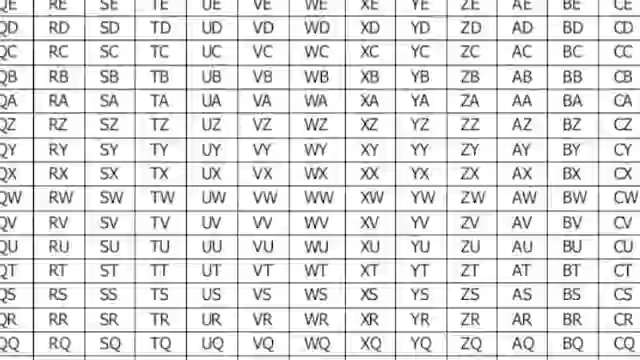 QE RE SE TE UE VE WE XE YE ZE AE BE CE
QD RD SD TD UD VD WD XD YD ZD AD BD CD
QC RC SC TC UC VC WC XC YC ZC AC BC CC
QB RB SB TB UB VB WB XB YB ZB AB BB CB
QA RA SA TA UA VA WA XA YA ZA AA BA CA
QZ RZ SZ TZ UZ VZ WZ XZ YZ ZZ AZ BZ CZ
QY RY SY TY UY VY WY XY YY ZY AY BY CY
QX RX SX TX UX VX WX XX YX ZX AX BX CX
QW RW SW TW UW VW WW XW YW ZW AW BW CW
QV RV SV TV UV VV WV XV YV ZV AV BV CV
QU RU SU TU UU VU WU XU YU ZU AU BU CU
QT RT ST TT UT VT WT XT YT ZT AT BT CT
QS RS SS TS US VS WS XS YS ZS AS BS CS
QR RR SR TR UR VR WR XR YR ZR AR BR CR
QQ RQ SQ TQ UQ VQ WQ XQ YQ ZQ AQ BQ CQ